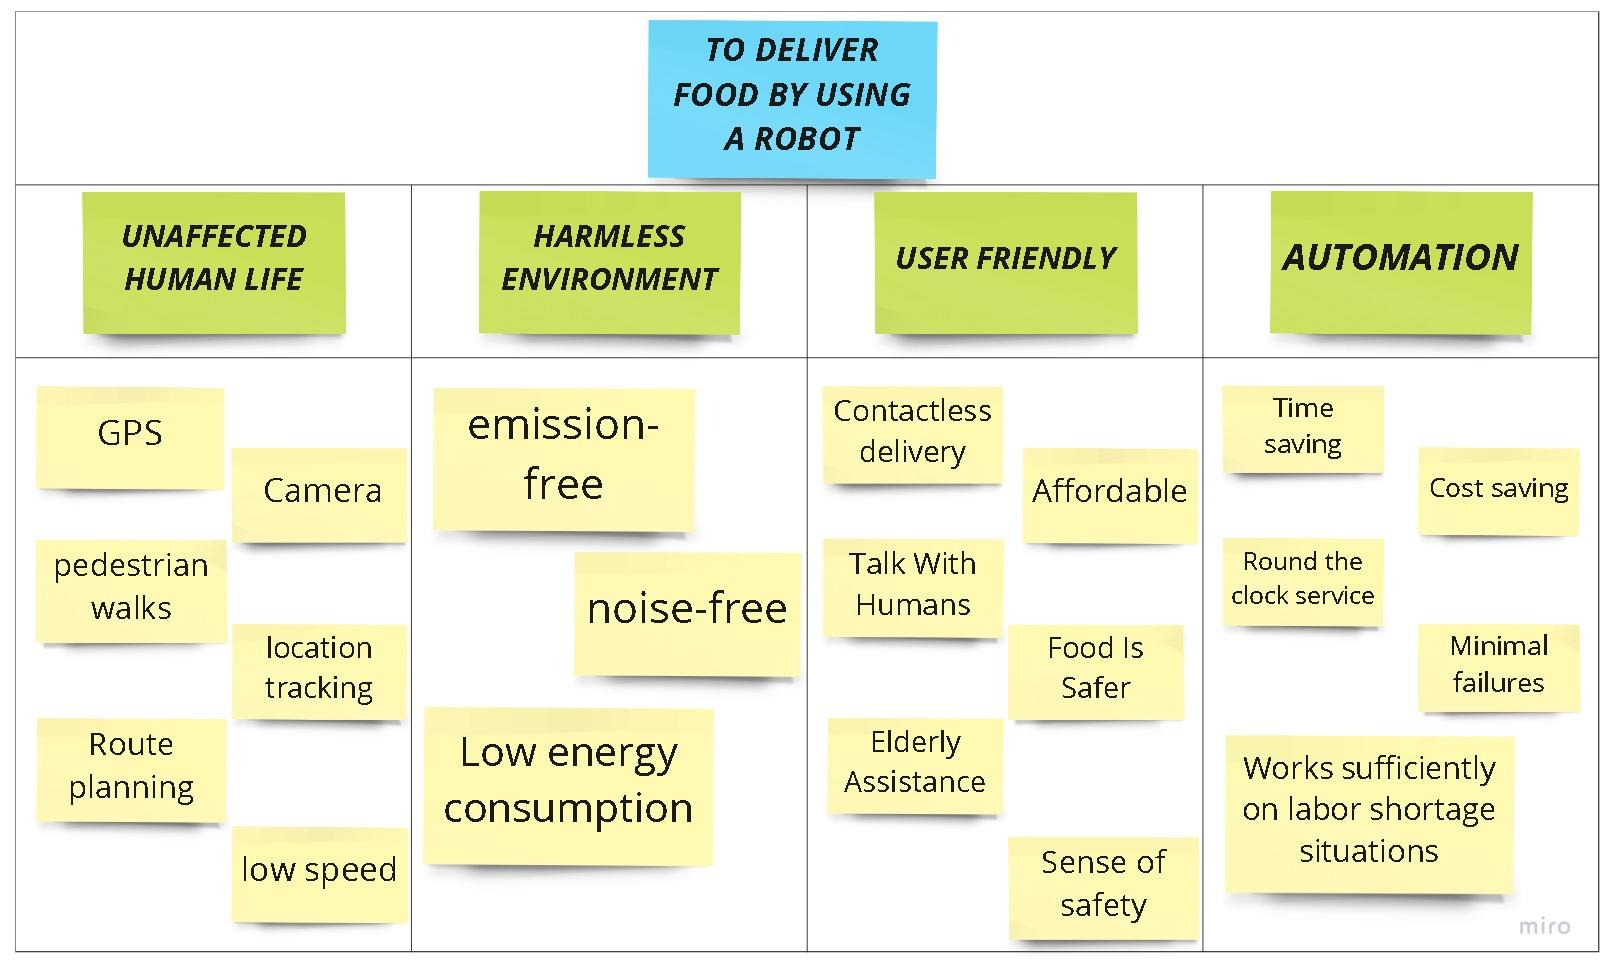 TO DELIVER
FOOD BY USING
A ROBOT
UNAFFECTED
HUMAN LIFE
HARMLESS
ENVIRONMENT
USER FRIENDLY
AUTOMATION
GPS
Camera
pedestrian
walks
location
tracking
Route
planning
low speed
emission-
free
noise-free
Low energy
consumption
Contactless
delivery
Affordable
Talk With
Humans
Food Is
Safer
Elderly
Assistance
Sense of
safety
Time
saving
Cost saving
Round the
clock service
Minimal
failures
Works sufficiently
on labor shortage
situations
miro